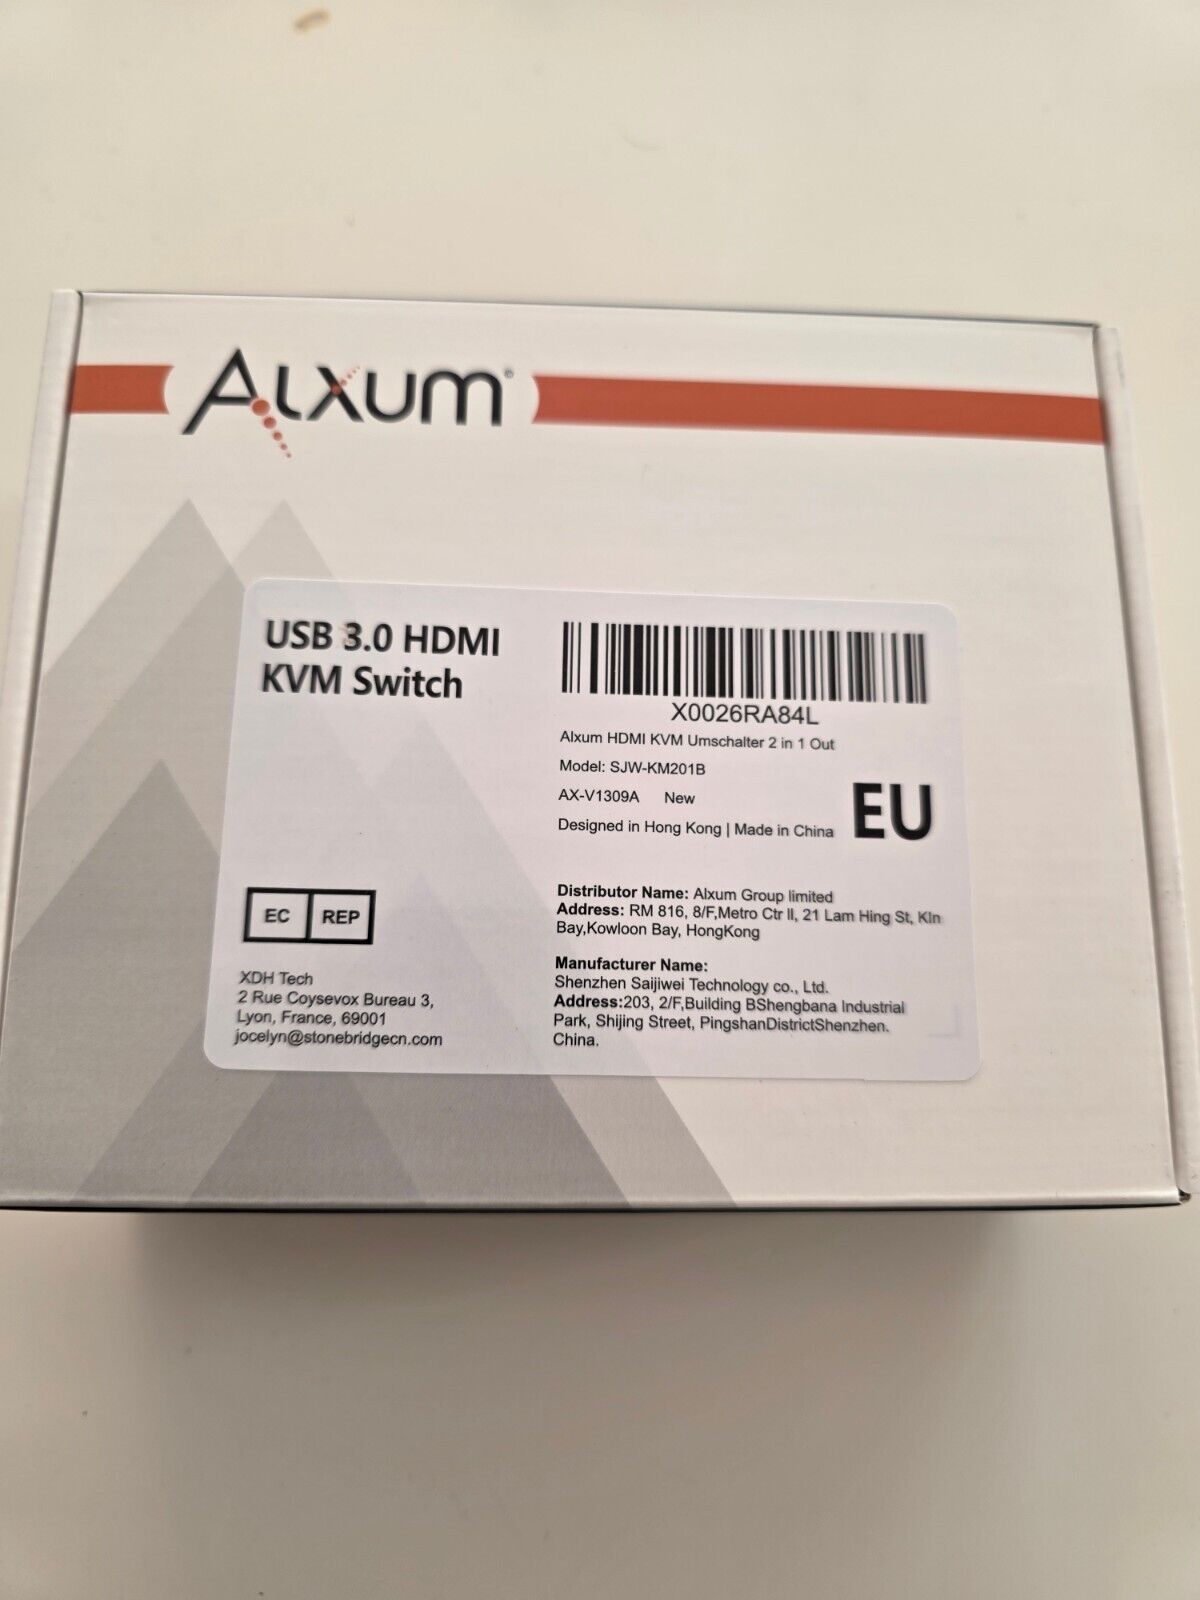 ALXUM®
USB 3.0 HDMI
KVM Switch
X0026RA84L
Alxum HDMI KVM Umschalter 2 in 1 Out
Model: SJW-KM201B
AX-V1309A New
Designed in Hong Kong | Made in China
EU
EC REP
XDH Tech
2 Rue Coysevox Bureau 3,
Lyon, France, 69001
jocelyn@stonebridgecn.com
Distributor Name: Alxum Group limited
Address: RM 816, 8/F,Metro Ctr II, 21 Lam Hing St, Kln
Bay,Kowloon Bay, HongKong
Manufacturer Name:
Shenzhen Saijiwei Technology co., Ltd.
Address:203, 2/F,Building BShengbana Industrial
Park, Shijing Street, PingshanDistrictShenzhen.
China.